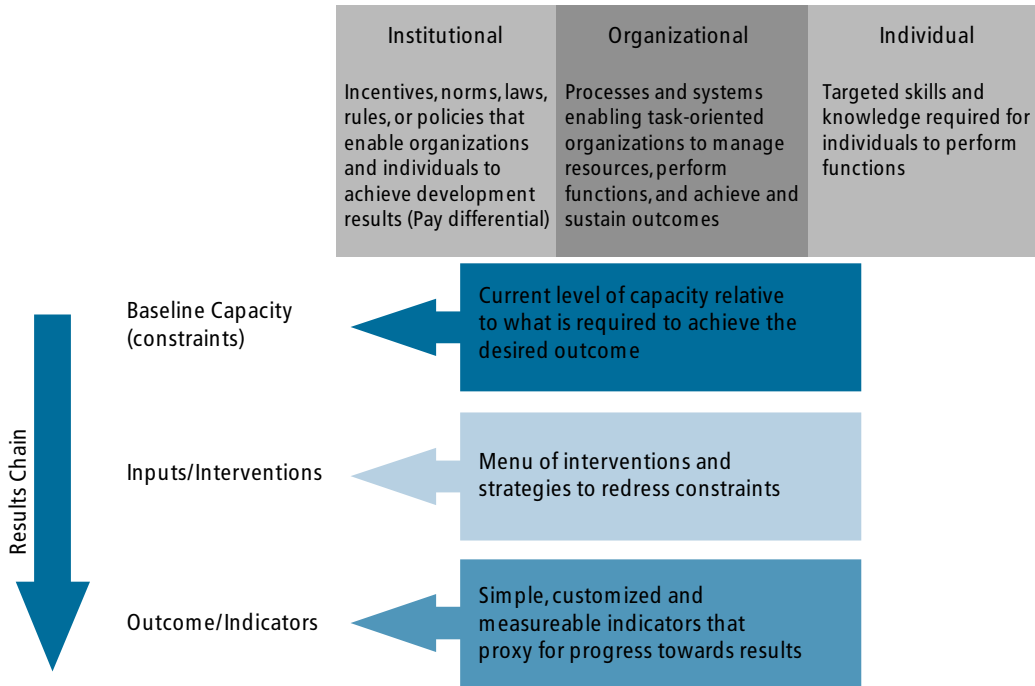 Institutional
Incentives, norms, laws,
rules, or policies that
enable organizations
and individuals to
achieve development
results (Pay differential)
Organizational
Processes and systems
enabling task-oriented
organizations to manage
resources, perform
functions, and achieve and
sustain outcomes
Individual
Targeted skills and
knowledge required for
individuals to perform
functions
Results Chain
Baseline Capacity
(constraints)
Current level of capacity relative
to what is required to achieve the
desired outcome
Inputs/Interventions
Menu of interventions and
strategies to redress constraints
Outcome/Indicators
Simple, customized and
measureable indicators that
proxy for progress towards results